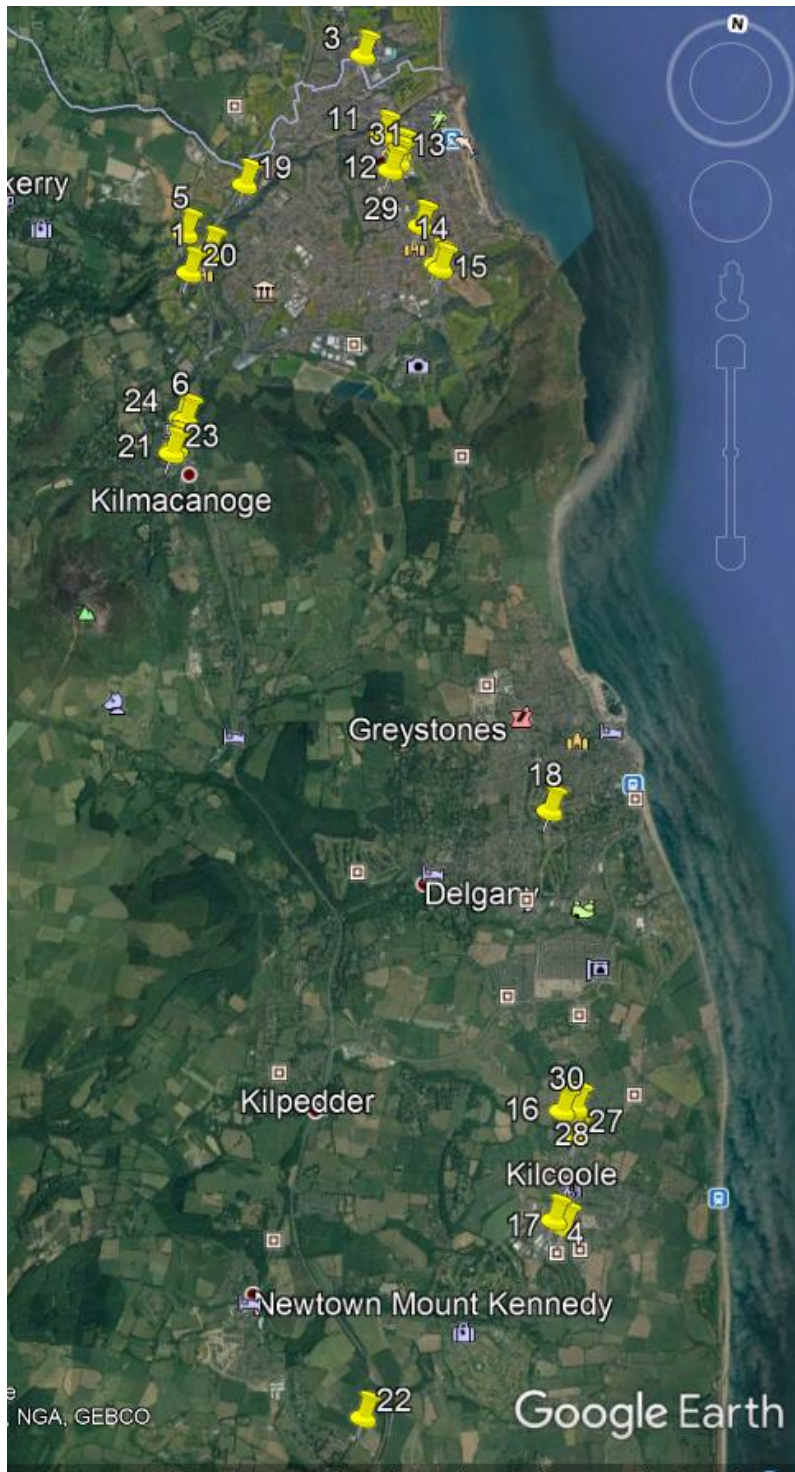 N
3
11
31
13
12
19
kerry
5
29
1
20
14
15
6
24
23
21
Kilmacanoge
Greystones
18
Delgany
30
Kilpedder
16
27
28
Kilcoole
17
4
Newtown Mount Kennedy
22
e
, NGA, GEBCO
Google Earth